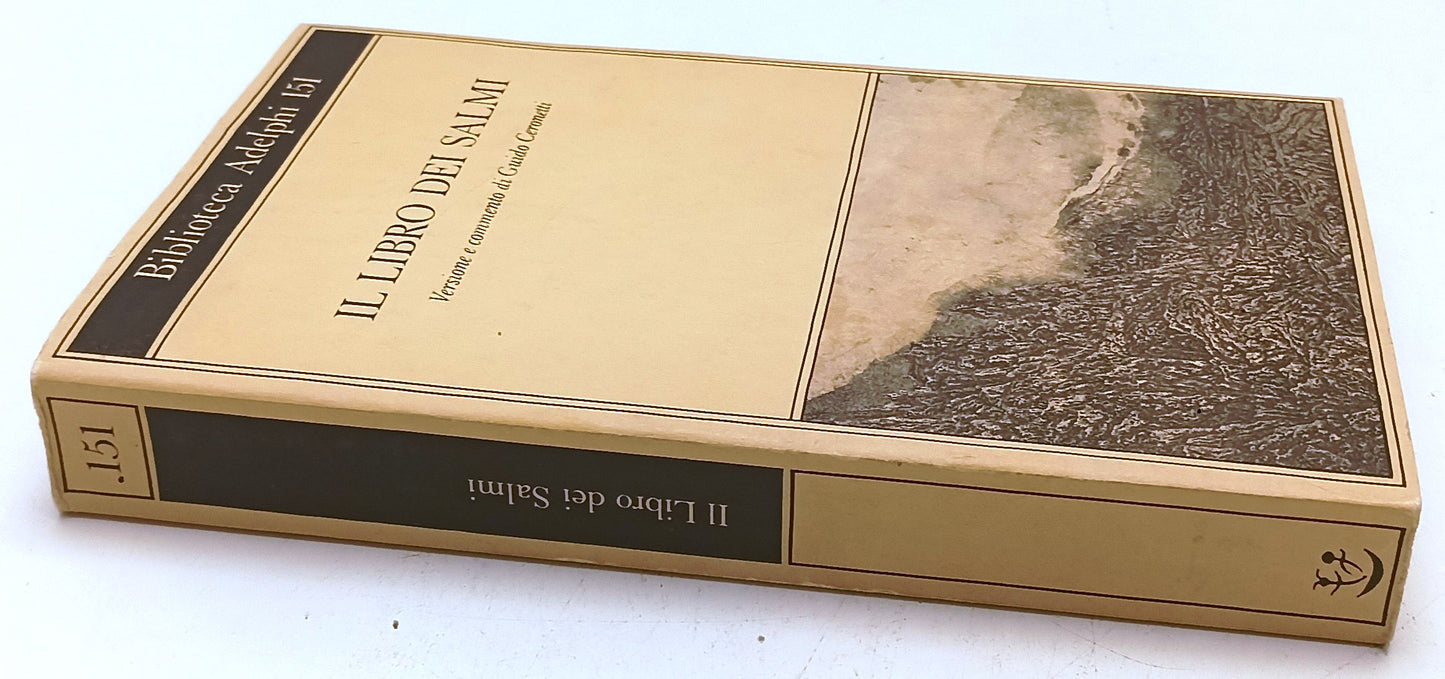 Biblioteca Adelphi 151
IL LIBRO DEI SALMI
Versione e commento di Guido Ceronetti
.151
Il Libro dei Salmi